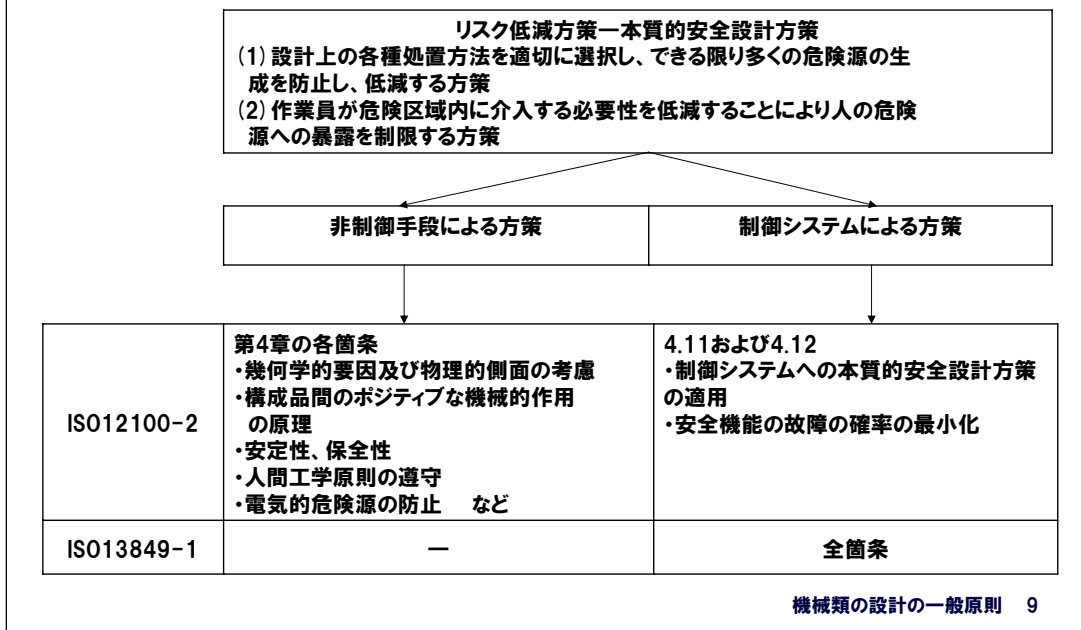 リスク低減方策―本質的安全設計方策
(1)設計上の各種処置方法を適切に選択し、できる限り多くの危険源の生
成を防止し、低減する方策
(2)作業員が危険区域内に介入する必要性を低減することにより人の危険
源への暴露を制限する方策
非制御手段による方策
制御システムによる方策
ISO12100-2
第4章の各箇条
・幾何学的要因及び物理的側面の考慮
・構成品間のポジティブな機械的作用
の原理
・安定性、保全性
・人間工学原則の遵守
・電気的危険源の防止 など
4.11および4.12
・制御システムへの本質的安全設計方策
の適用
・安全機能の故障の確率の最小化
ISO13849-1
―
全箇条
機械類の設計の一般原則 9